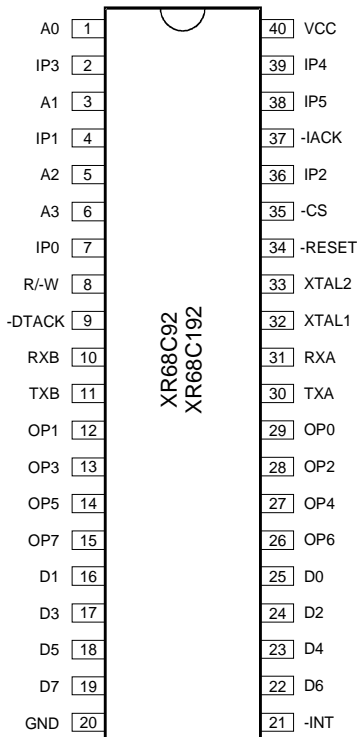 A0 1 40 VCC
IP3 2 39 IP4
A1 3 38 IP5
IP1 4 37 -IACK
A2 5 36 IP2
A3 6 35 -CS
IP0 7 34 -RESET
R/-W 8 33 XTAL2
-DTACK 9 32 XTAL1
RXB 10 31 RXA
TXB 11 30 TXA
OP1 12 29 OP0
OP3 13 28 OP2
OP5 14 27 OP4
OP7 15 26 OP6
D1 16 25 D0
D3 17 24 D2
D5 18 23 D4
D7 19 22 D6
GND 20 21 -INT
XR68C92
XR68C192